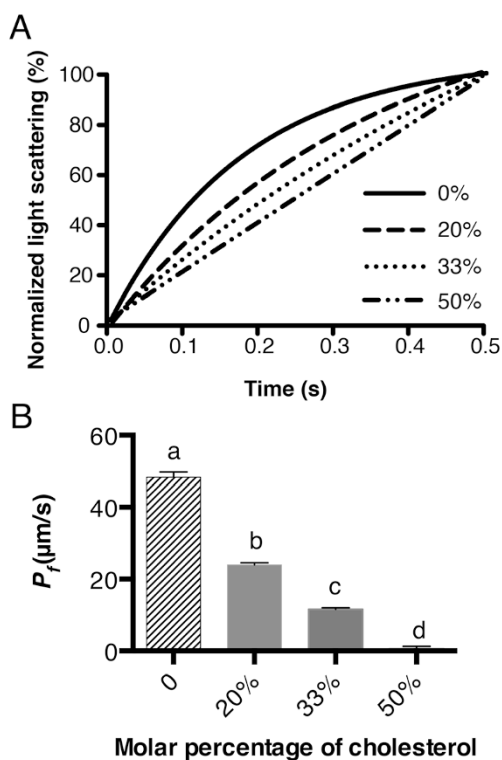 A
Normalized light scattering (%)
100
80
60
40
20
0
0%
20%
33%
50%
0.0 0.1 0.2 0.3 0.4 0.5
Time (s)
B
Pf (µm/s)
60
40
20
0
a
b
c
d
0 20% 33% 50%
Molar percentage of cholesterol